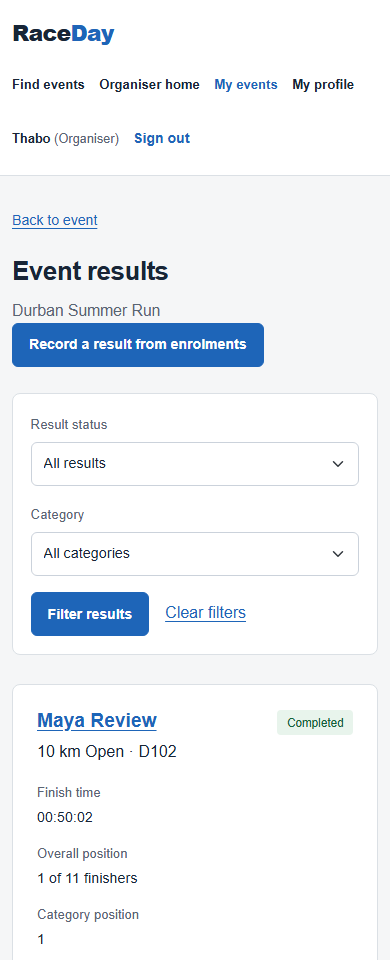 RaceDay
Find events Organiser home My events My profile
Thabo (Organiser) Sign out
Back to event
Event results
Durban Summer Run
Record a result from enrolments
Result status
All results
Category
All categories
Filter results Clear filters
Maya Review Completed
10 km Open · D102
Finish time
00:50:02
Overall position
1 of 11 finishers
Category position
1